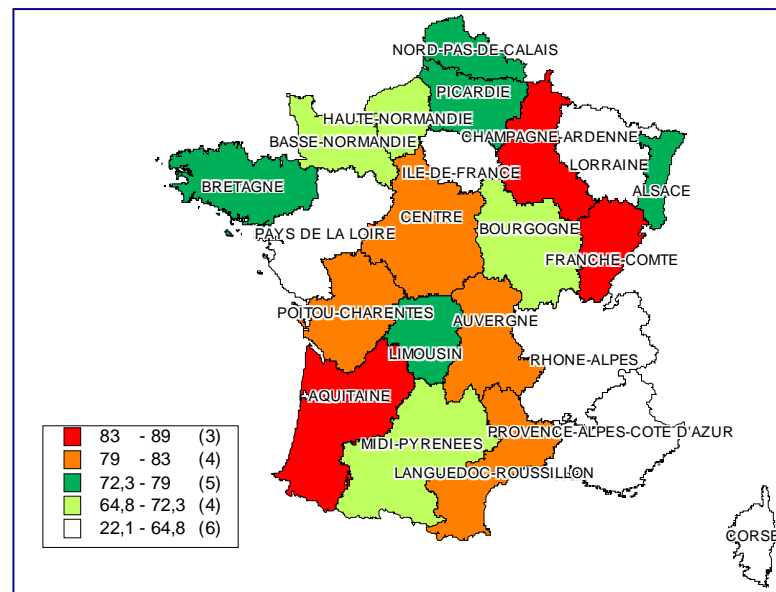 NORD-PAS-DE-CALAIS
PICARDIE
HAUTE-NORMANDIE
CHAMPAGNE-ARDENNE
BASSE-NORMANDIE
LORRAINE
ILE-DE-FRANCE
BRETAGNE
ALSACE
CENTRE
BOURGOGNE
PAYS DE LA LOIRE
FRANCHE-COMTE
POITOU-CHARENTES
AUVERGNE
LIMOUSIN
RHONE-ALPES
AQUITAINE
PROVENCE-ALPES-COTE D'AZUR
MIDI-PYRENEES
LANGUEDOC-ROUSSILLON
CORSE
83 - 89 (3)
79 - 83 (4)
72,3 - 79 (5)
64,8 - 72,3 (4)
22,1 - 64,8 (6)